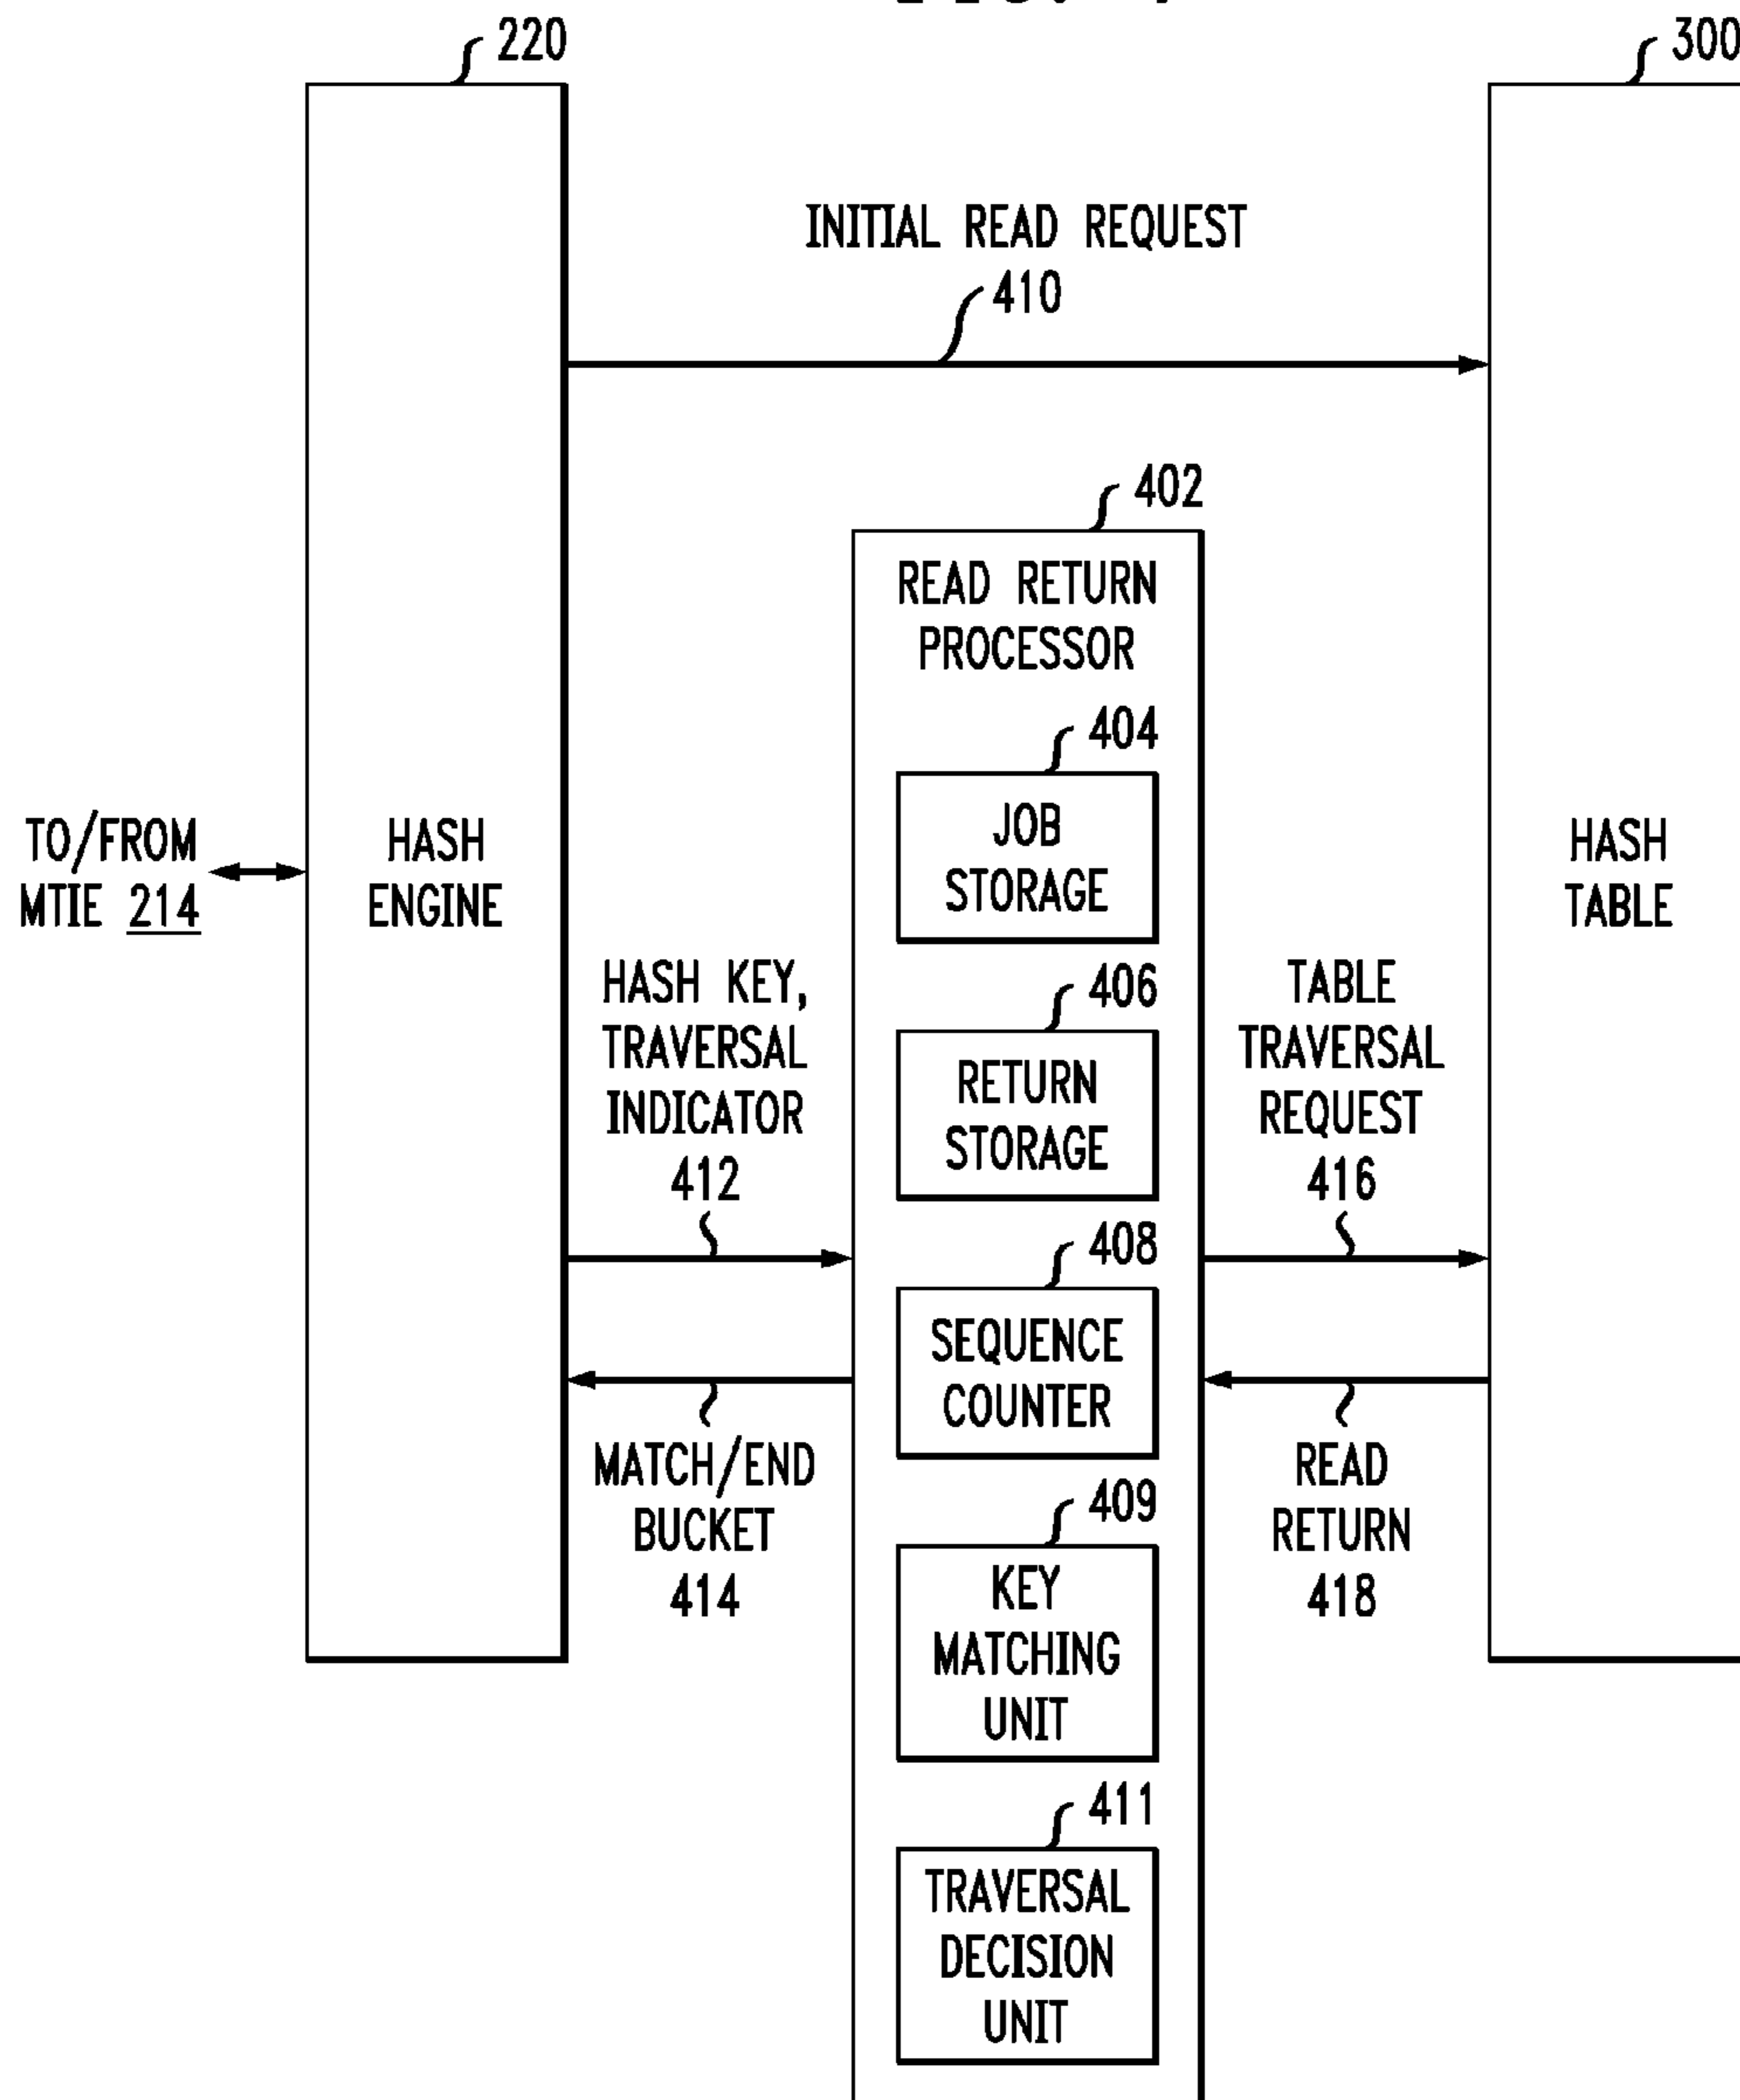 220
300
INITIAL READ REQUEST
410
402
READ RETURN
PROCESSOR
404
JOB
STORAGE
TO/FROM
MTIE 214
HASH
ENGINE
HASH
TABLE
HASH KEY,
TRAVERSAL
INDICATOR
412
406
RETURN
STORAGE
TABLE
TRAVERSAL
REQUEST
416
408
SEQUENCE
COUNTER
MATCH/END
BUCKET
414
READ
RETURN
418
409
KEY
MATCHING
UNIT
411
TRAVERSAL
DECISION
UNIT